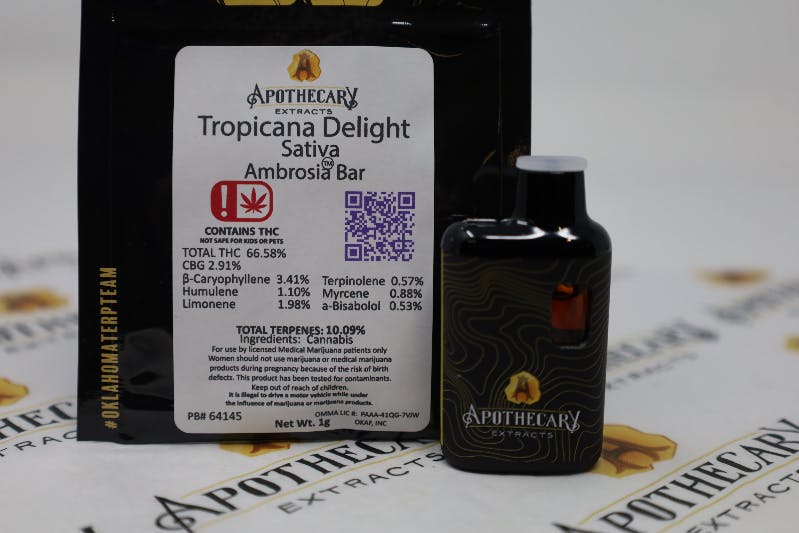 APOTHECARY
EXTRACTS
Tropicana Delight
Sativa
Ambrosia™ Bar
!
CONTAINS THC
NOT SAFE FOR KIDS OR PETS
TOTAL THC 66.58%
CBG 2.91%
β-Caryophyllene 3.41% Terpinolene 0.57%
Humulene 1.10% Myrcene 0.88%
Limonene 1.98% a-Bisabolol 0.53%
TOTAL TERPENES: 10.09%
Ingredients: Cannabis
For use by licensed Medical Marijuana patients only
Women should not use marijuana or medical marijuana
products during pregnancy because of the risk of birth
defects. This product has been tested for contaminants.
Keep out of reach of children.
It is illegal to drive a motor vehicle while under
the influence of marijuana or marijuana products.
PB# 64145
OMMA LIC #: PAAA-41QG-7VJW
Net Wt. 1g OKAF, INC
#OKLAHOMATERPTEAM
APOTHECARY
EXTRACTS
APOTHECARY
EXTRACTS
APOTHECARY
EXTRACTS